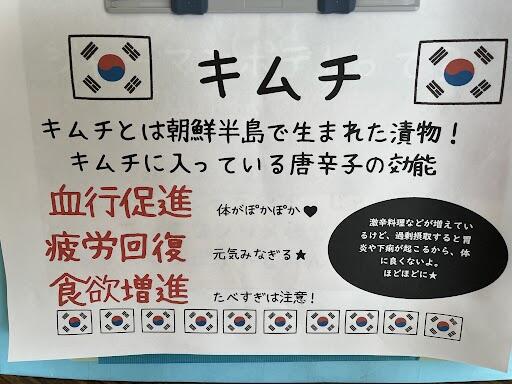 キムチ
キムチとは朝鮮半島で生まれた漬物！
キムチに入っている唐辛子の効能
血行促進
体がぽかぽか♥
疲労回復
元気みなぎる★
食欲増進
たべすぎは注意！
激辛料理などが増えてい
るけど、過剰摂取すると胃
炎や下痢が起こるから、体
に良くないよ。
ほどほどに★